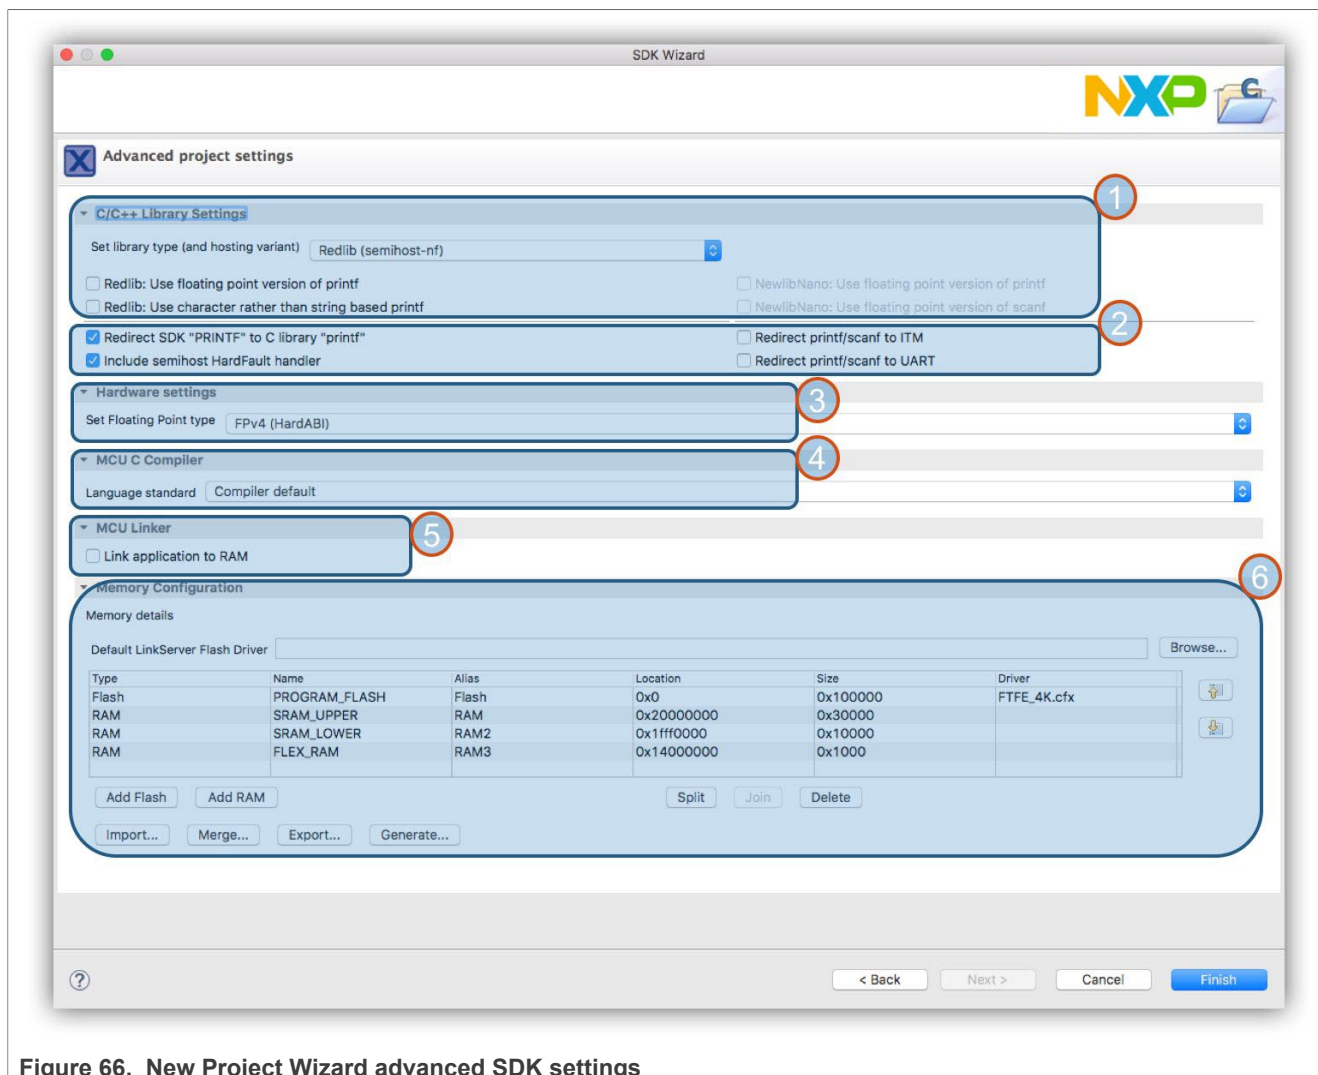 SDK Wizard
NXP
C
X Advanced project settings
1
C/C++ Library Settings
Set library type (and hosting variant) Redlib (semihost-nf)
Redlib: Use floating point version of printf NewlibNano: Use floating point version of printf
Redlib: Use character rather than string based printf NewlibNano: Use floating point version of scanf
2
Redirect SDK "PRINTF" to C library "printf" Redirect printf/scanf to ITM
Include semihost HardFault handler Redirect printf/scanf to UART
Hardware settings
3
Set Floating Point type FPv4 (HardABI)
MCU C Compiler
4
Language standard Compiler default
MCU Linker
5
Link application to RAM
6
Memory Configuration
Memory details
Default LinkServer Flash Driver Browse...
Type Name Alias Location Size Driver
Flash PROGRAM_FLASH Flash 0x0 0x100000 FTFE_4K.cfx
RAM SRAM_UPPER RAM 0x20000000 0x30000
RAM SRAM_LOWER RAM2 0x1fff0000 0x10000
RAM FLEX_RAM RAM3 0x14000000 0x1000
Add Flash Add RAM Split Join Delete
Import... Merge... Export... Generate...
? < Back Next > Cancel Finish
Figure 66. New Project Wizard advanced SDK settings